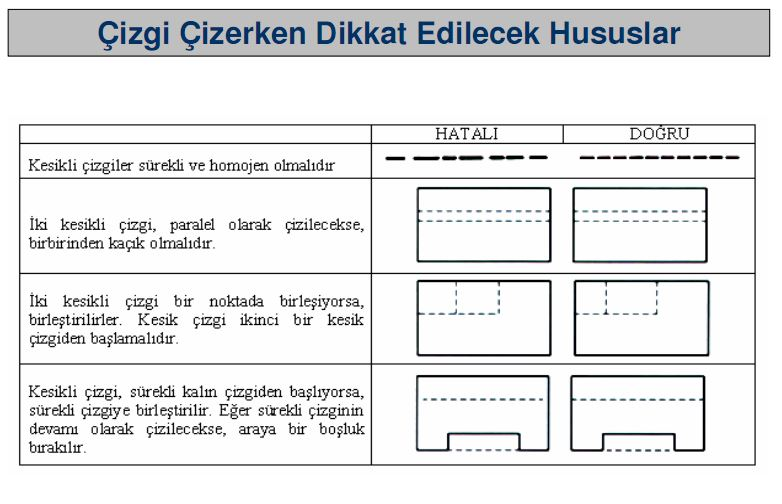 Çizgi Çizerken Dikkat Edilecek Hususlar
HATALI
DOĞRU
Kesikli çizgiler sürekli ve homojen olmalıdır
İki kesikli çizgi, paralel olarak çizilecekse,
birbirinden kaçık olmalıdır.
İki kesikli çizgi bir noktada birleşiyorsa,
birleştirilirler. Kesik çizgi ikinci bir kesik
çizgiden başlamalıdır.
Kesikli çizgi, sürekli kalın çizgiden başlıyorsa,
sürekli çizgiye birleştirilir. Eğer sürekli çizginin
devamı olarak çizilecekse, araya bir boşluk
bırakılır.